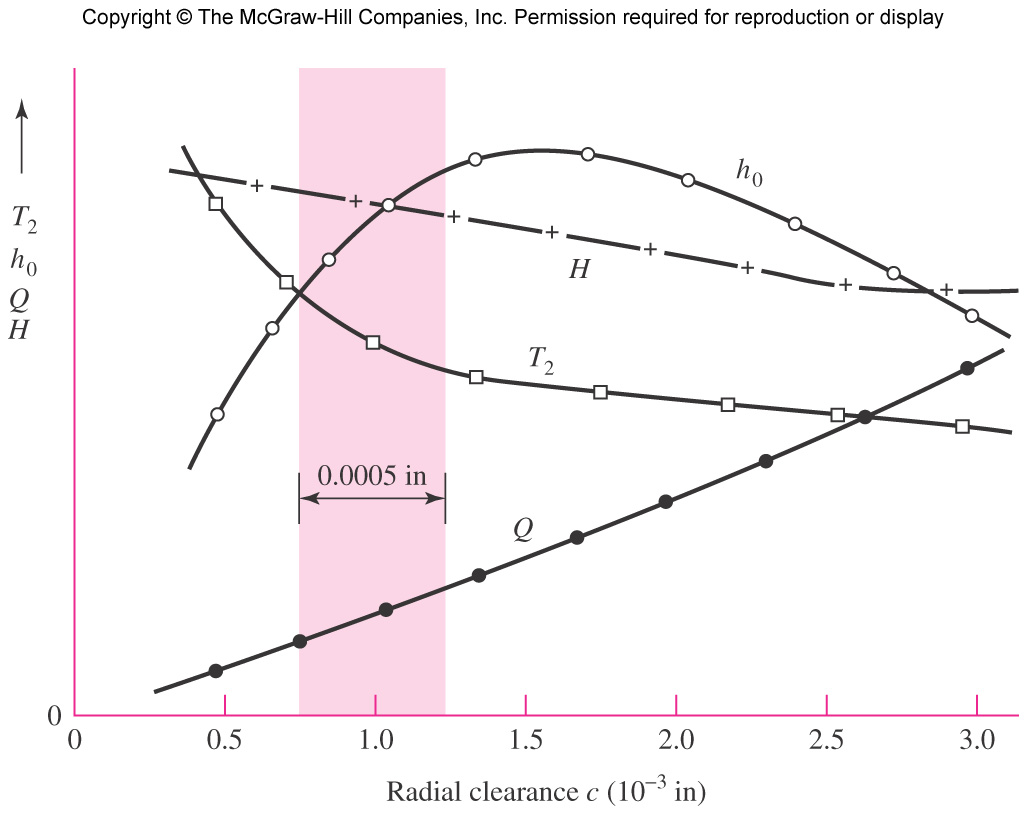 Copyright © The McGraw-Hill Companies, Inc. Permission required for reproduction or display
T₂
h₀
Q
H
h₀
H
T₂
0.0005 in
Q
0
0 0.5 1.0 1.5 2.0 2.5 3.0
Radial clearance c (10⁻³ in)